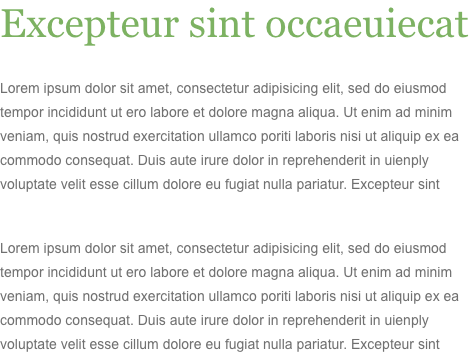 Excepteur sint occaeuiecat
Lorem ipsum dolor sit amet, consectetur adipisicing elit, sed do eiusmod
tempor incididunt ut ero labore et dolore magna aliqua. Ut enim ad minim
veniam, quis nostrud exercitation ullamco poriti laboris nisi ut aliquip ex ea
commodo consequat. Duis aute irure dolor in reprehenderit in uienply
voluptate velit esse cillum dolore eu fugiat nulla pariatur. Excepteur sint
Lorem ipsum dolor sit amet, consectetur adipisicing elit, sed do eiusmod
tempor incididunt ut ero labore et dolore magna aliqua. Ut enim ad minim
veniam, quis nostrud exercitation ullamco poriti laboris nisi ut aliquip ex ea
commodo consequat. Duis aute irure dolor in reprehenderit in uienply
voluptate velit esse cillum dolore eu fugiat nulla pariatur. Excepteur sint